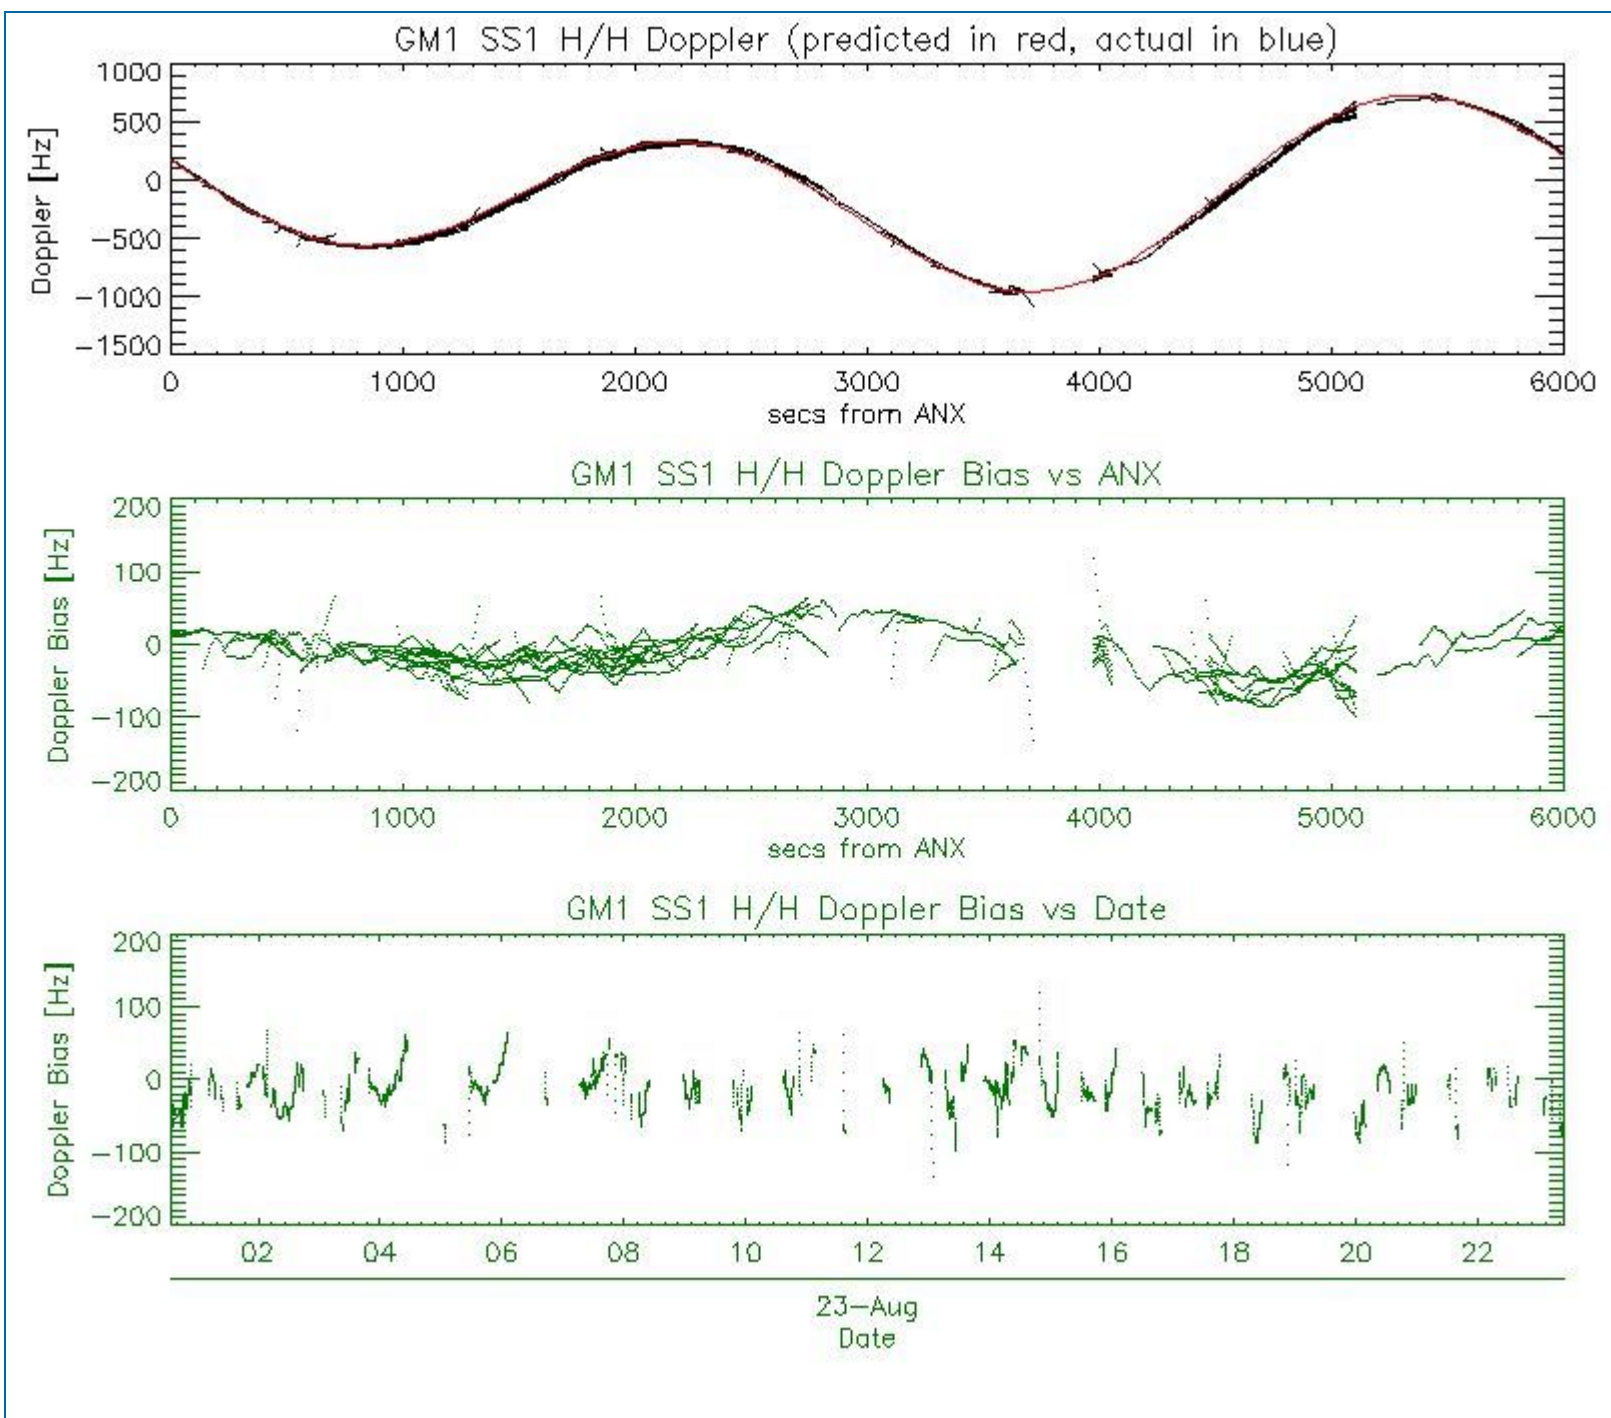 GM1 SS1 H/H Doppler (predicted in red, actual in blue)
Doppler [Hz]
1000
500
0
-500
-1000
-1500
0 1000 2000 3000 4000 5000 6000
secs from ANX
GM1 SS1 H/H Doppler Bias vs ANX
Doppler Bias [Hz]
200
100
0
-100
-200
0 1000 2000 3000 4000 5000 6000
secs from ANX
GM1 SS1 H/H Doppler Bias vs Date
Doppler Bias [Hz]
200
100
0
-100
-200
02 04 06 08 10 12 14 16 18 20 22
23-Aug
Date